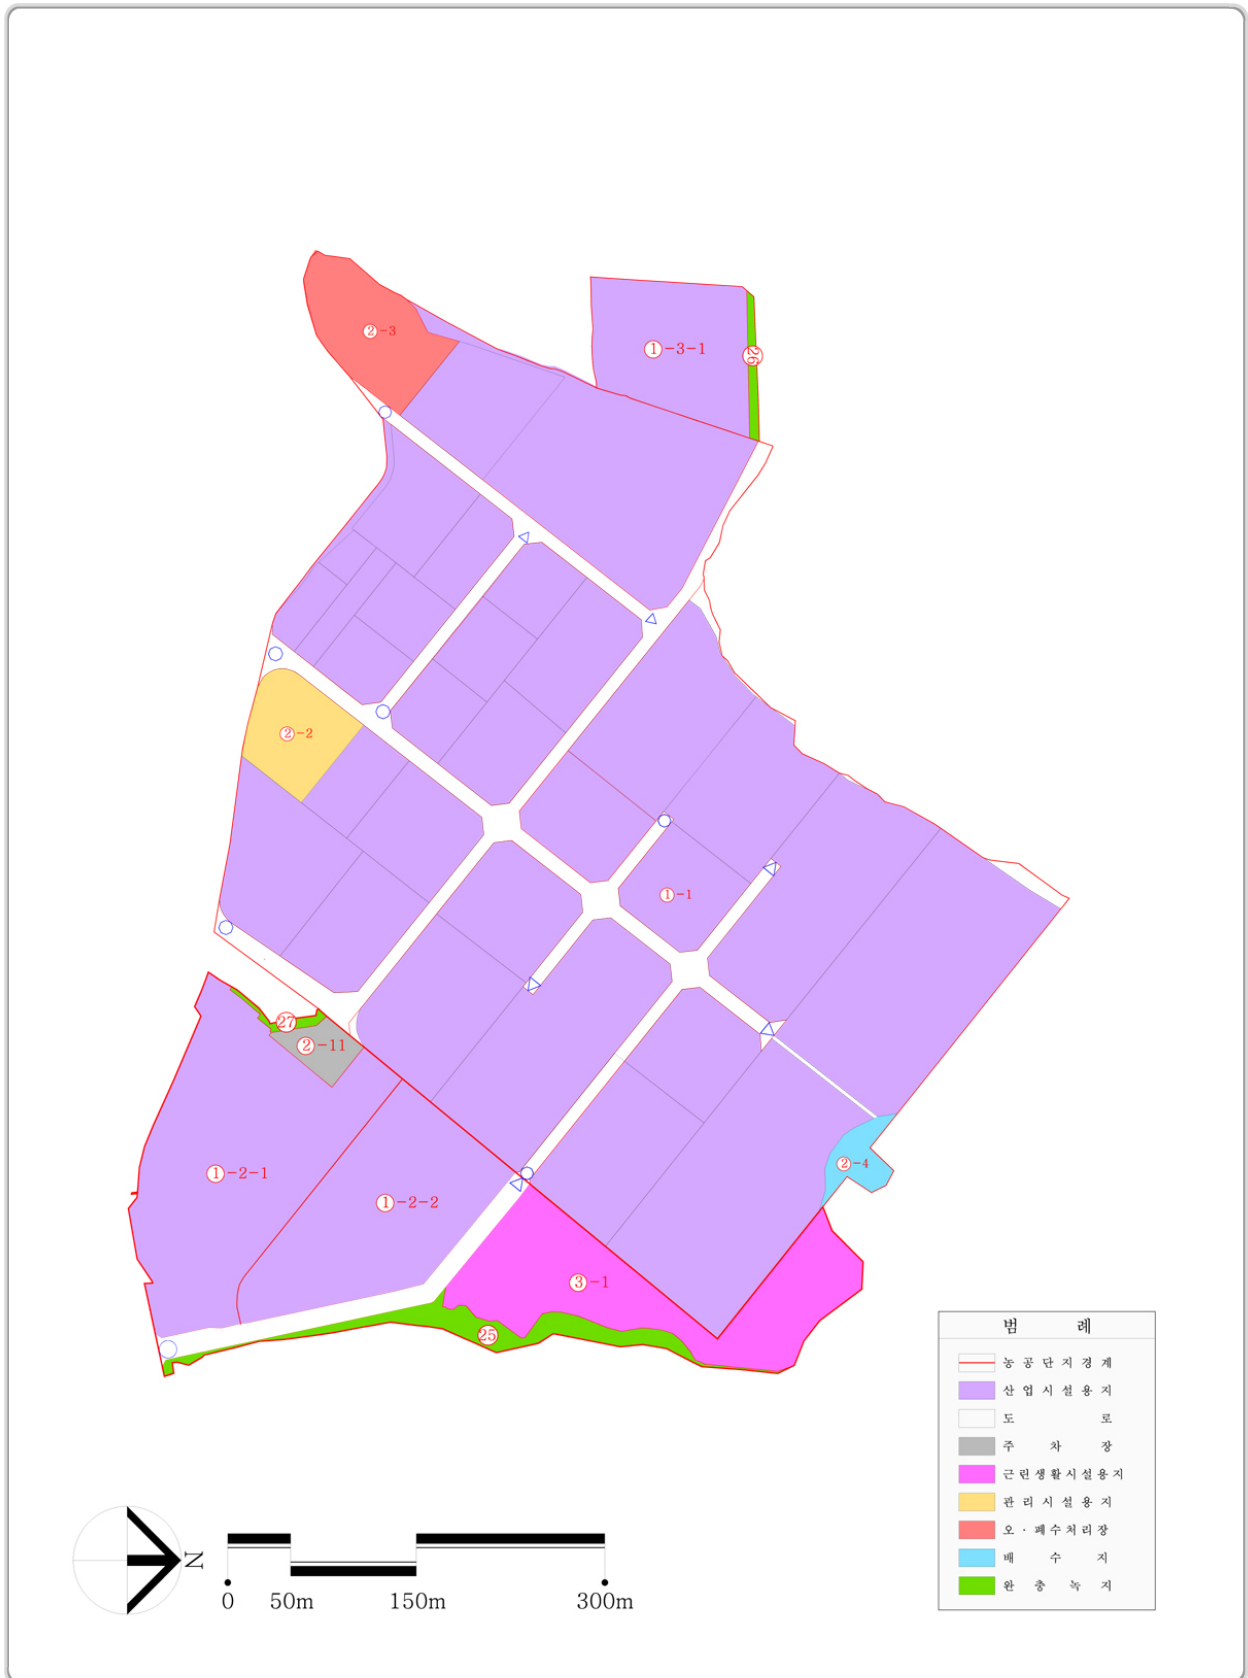 ②-3
①-3-1
26
②-2
①-1
27
②-11
②-4
①-2-1
①-2-2
③-1
25
범 례
농공단지경계
산업시설용지
도 로
주 차 장
근린생활시설용지
관리시설용지
오·폐수처리장
배 수 지
완충녹지
N
0 50m 150m 300m